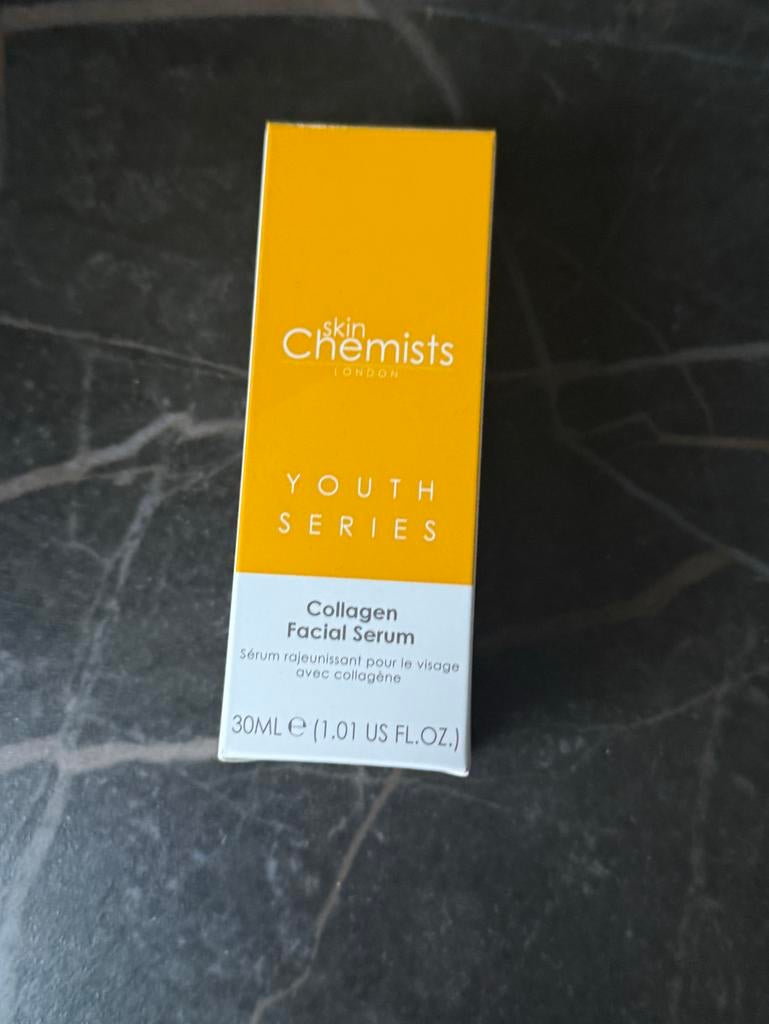 skin
Chemists
LONDON
YOUTH
SERIES
Collagen
Facial Serum
Sérum rajeunissant pour le visage
avec collagène
30ML ℮ (1.01 US FL.OZ.)